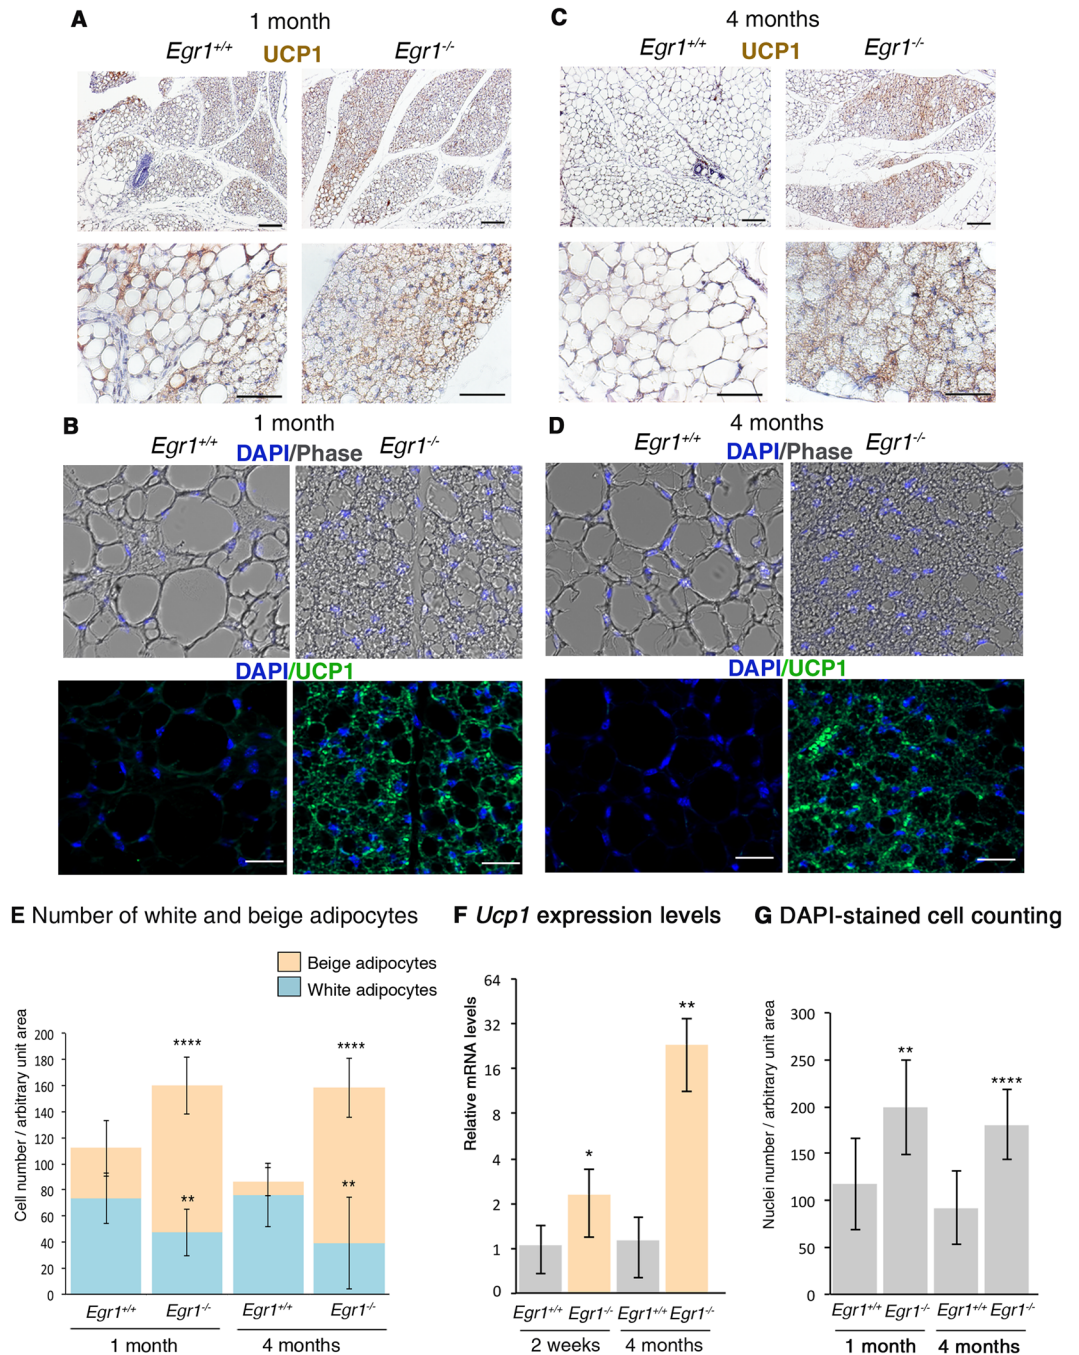 A 1 month
Egr1+/+ UCP1 Egr1-/-
C 4 months
Egr1+/+ UCP1 Egr1-/-
B 1 month
Egr1+/+ DAPI/Phase Egr1-/-
DAPI/UCP1
D 4 months
Egr1+/+ DAPI/Phase Egr1-/-
DAPI/UCP1
E Number of white and beige adipocytes
Beige adipocytes
White adipocytes
Cell number / arbitrary unit area
200
180
160
140
120
100
80
60
40
20
0
****
**
****
**
Egr1+/+ Egr1-/- Egr1+/+ Egr1-/-
1 month 4 months
F Ucp1 expression levels
Relative mRNA levels
64
32
16
8
4
2
1
0
*
**
Egr1+/+ Egr1-/- Egr1+/+ Egr1-/-
2 weeks 4 months
G DAPI-stained cell counting
Nuclei number / arbitrary unit area
300
250
200
150
100
50
0
**
****
Egr1+/+ Egr1-/- Egr1+/+ Egr1-/-
1 month 4 months